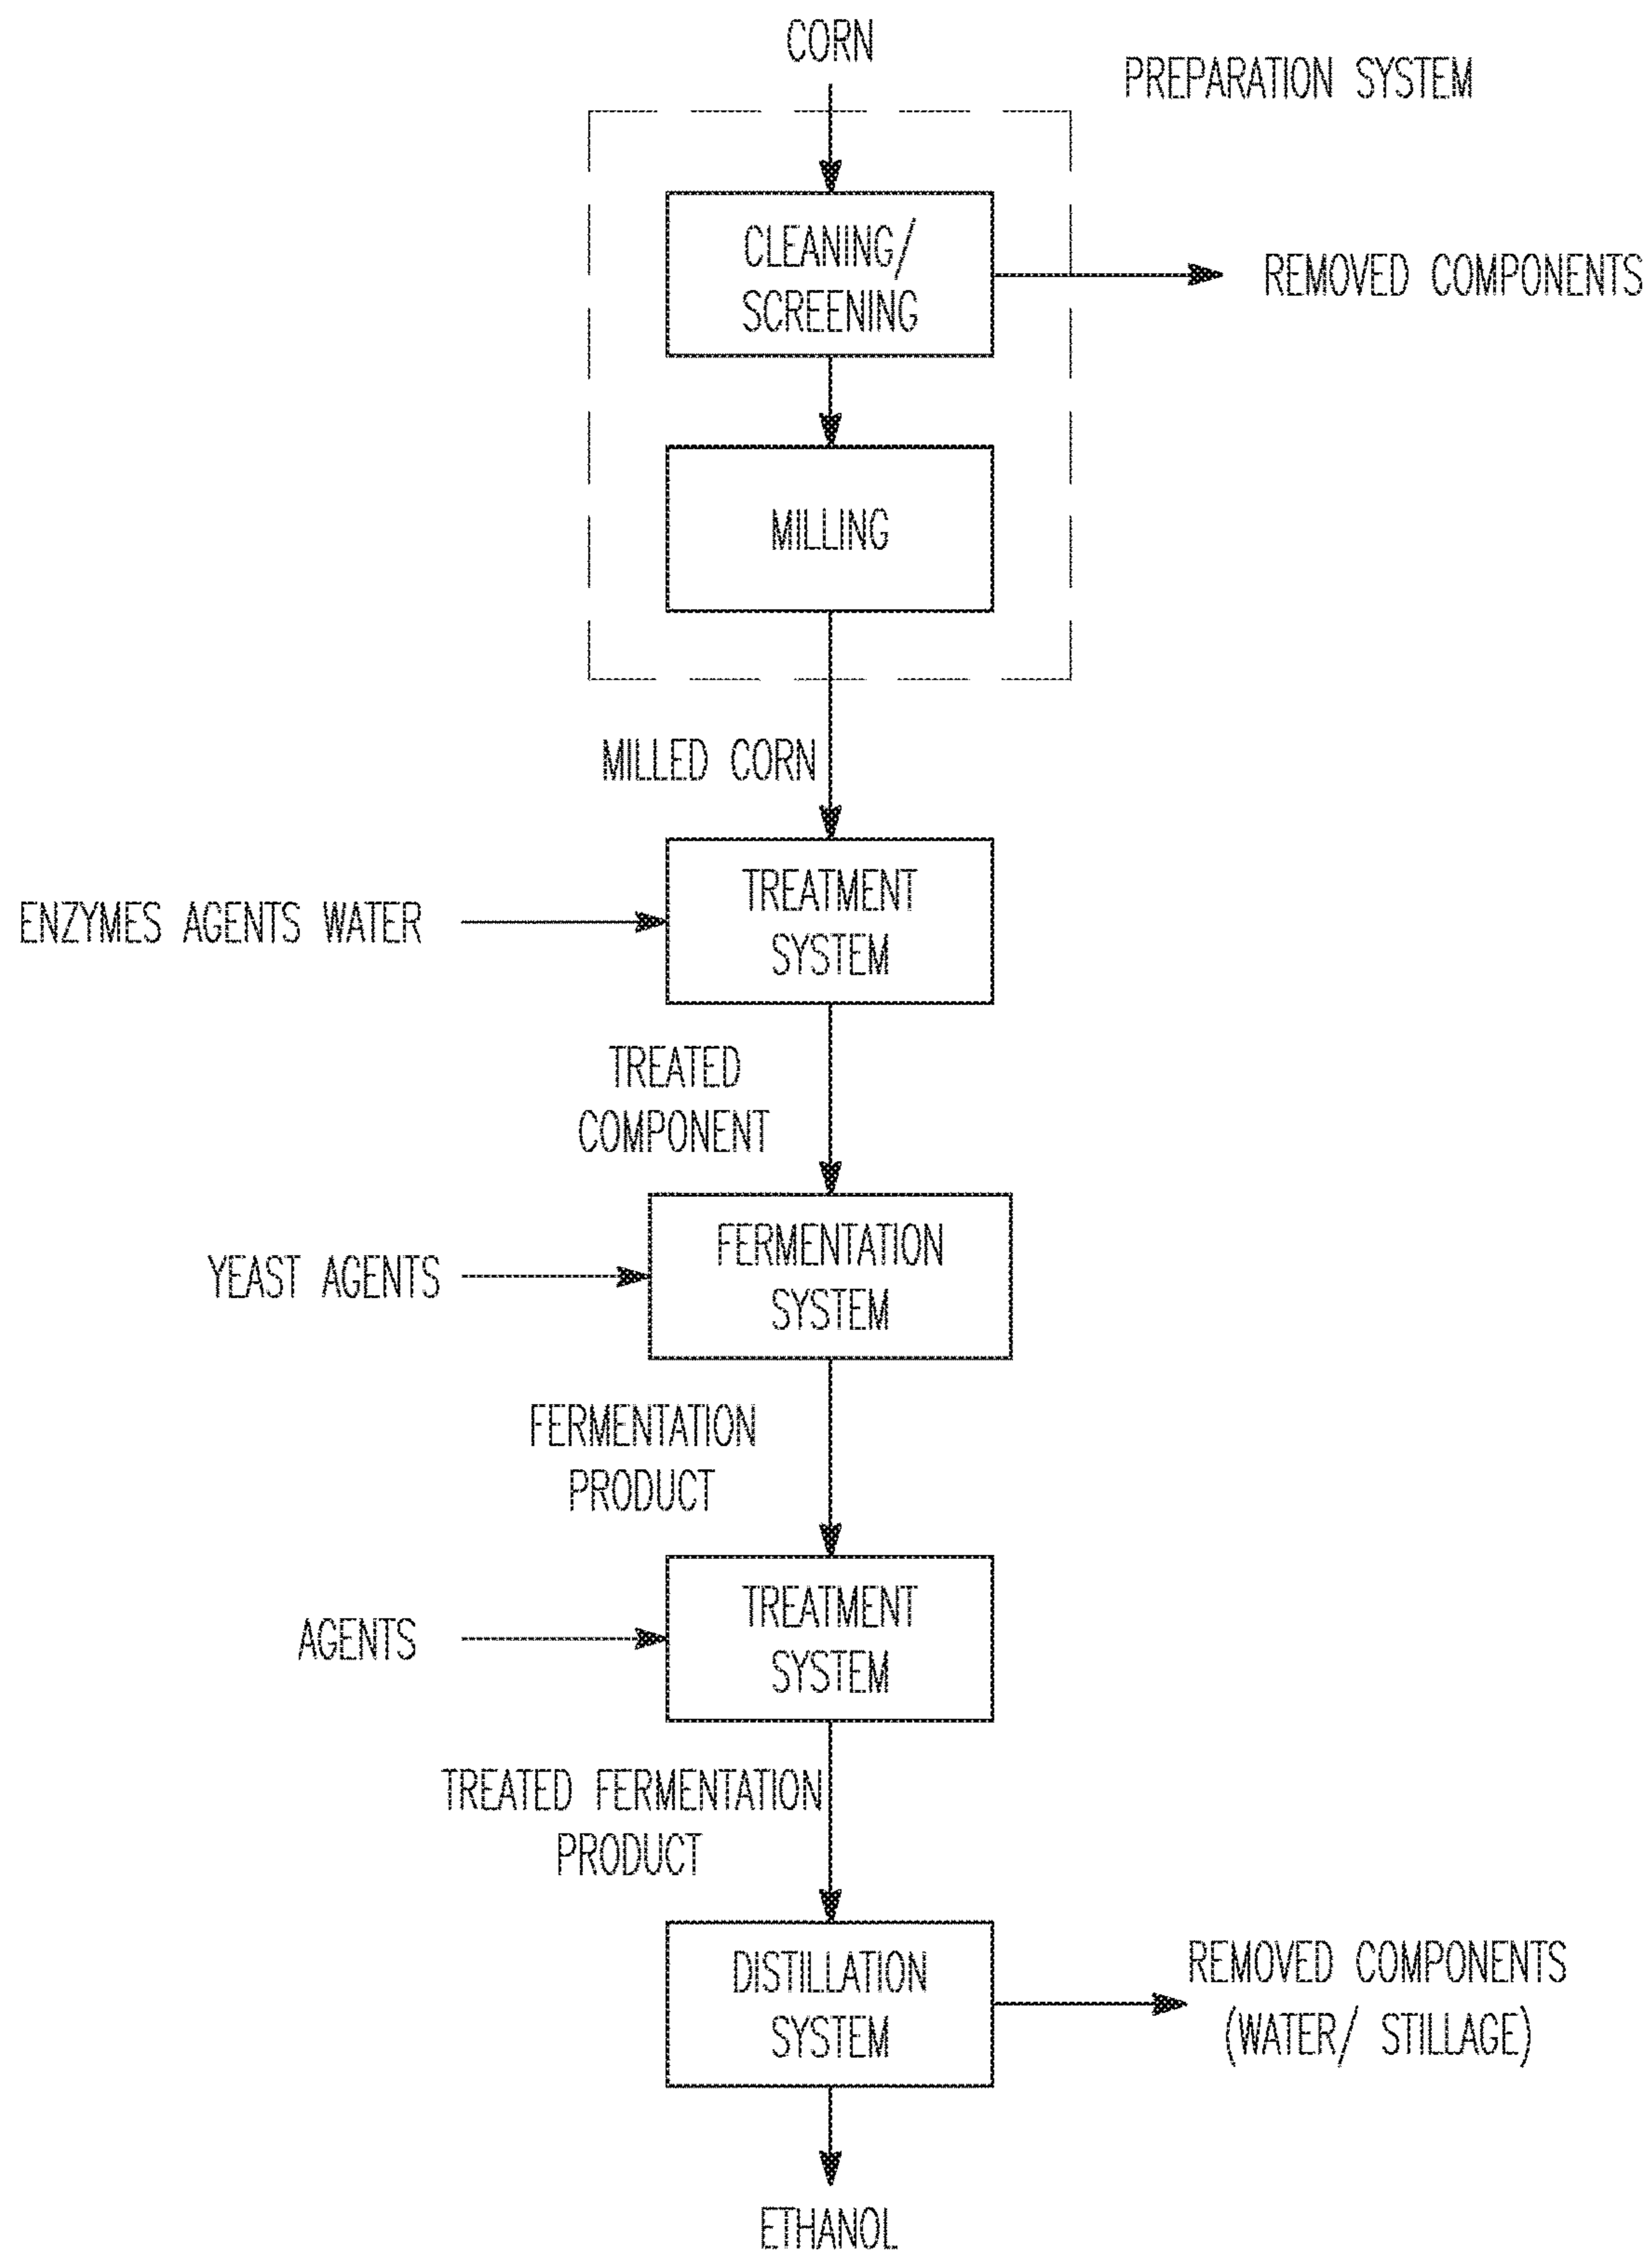 CORN
PREPARATION SYSTEM
CLEANING/
SCREENING
REMOVED COMPONENTS
MILLING
MILLED CORN
TREATMENT
SYSTEM
ENZYMES AGENTS WATER
TREATED
COMPONENT
FERMENTATION
SYSTEM
YEAST AGENTS
FERMENTATION
PRODUCT
TREATMENT
SYSTEM
AGENTS
TREATED FERMENTATION
PRODUCT
DISTILLATION
SYSTEM
REMOVED COMPONENTS
(WATER/ STILLAGE)
ETHANOL